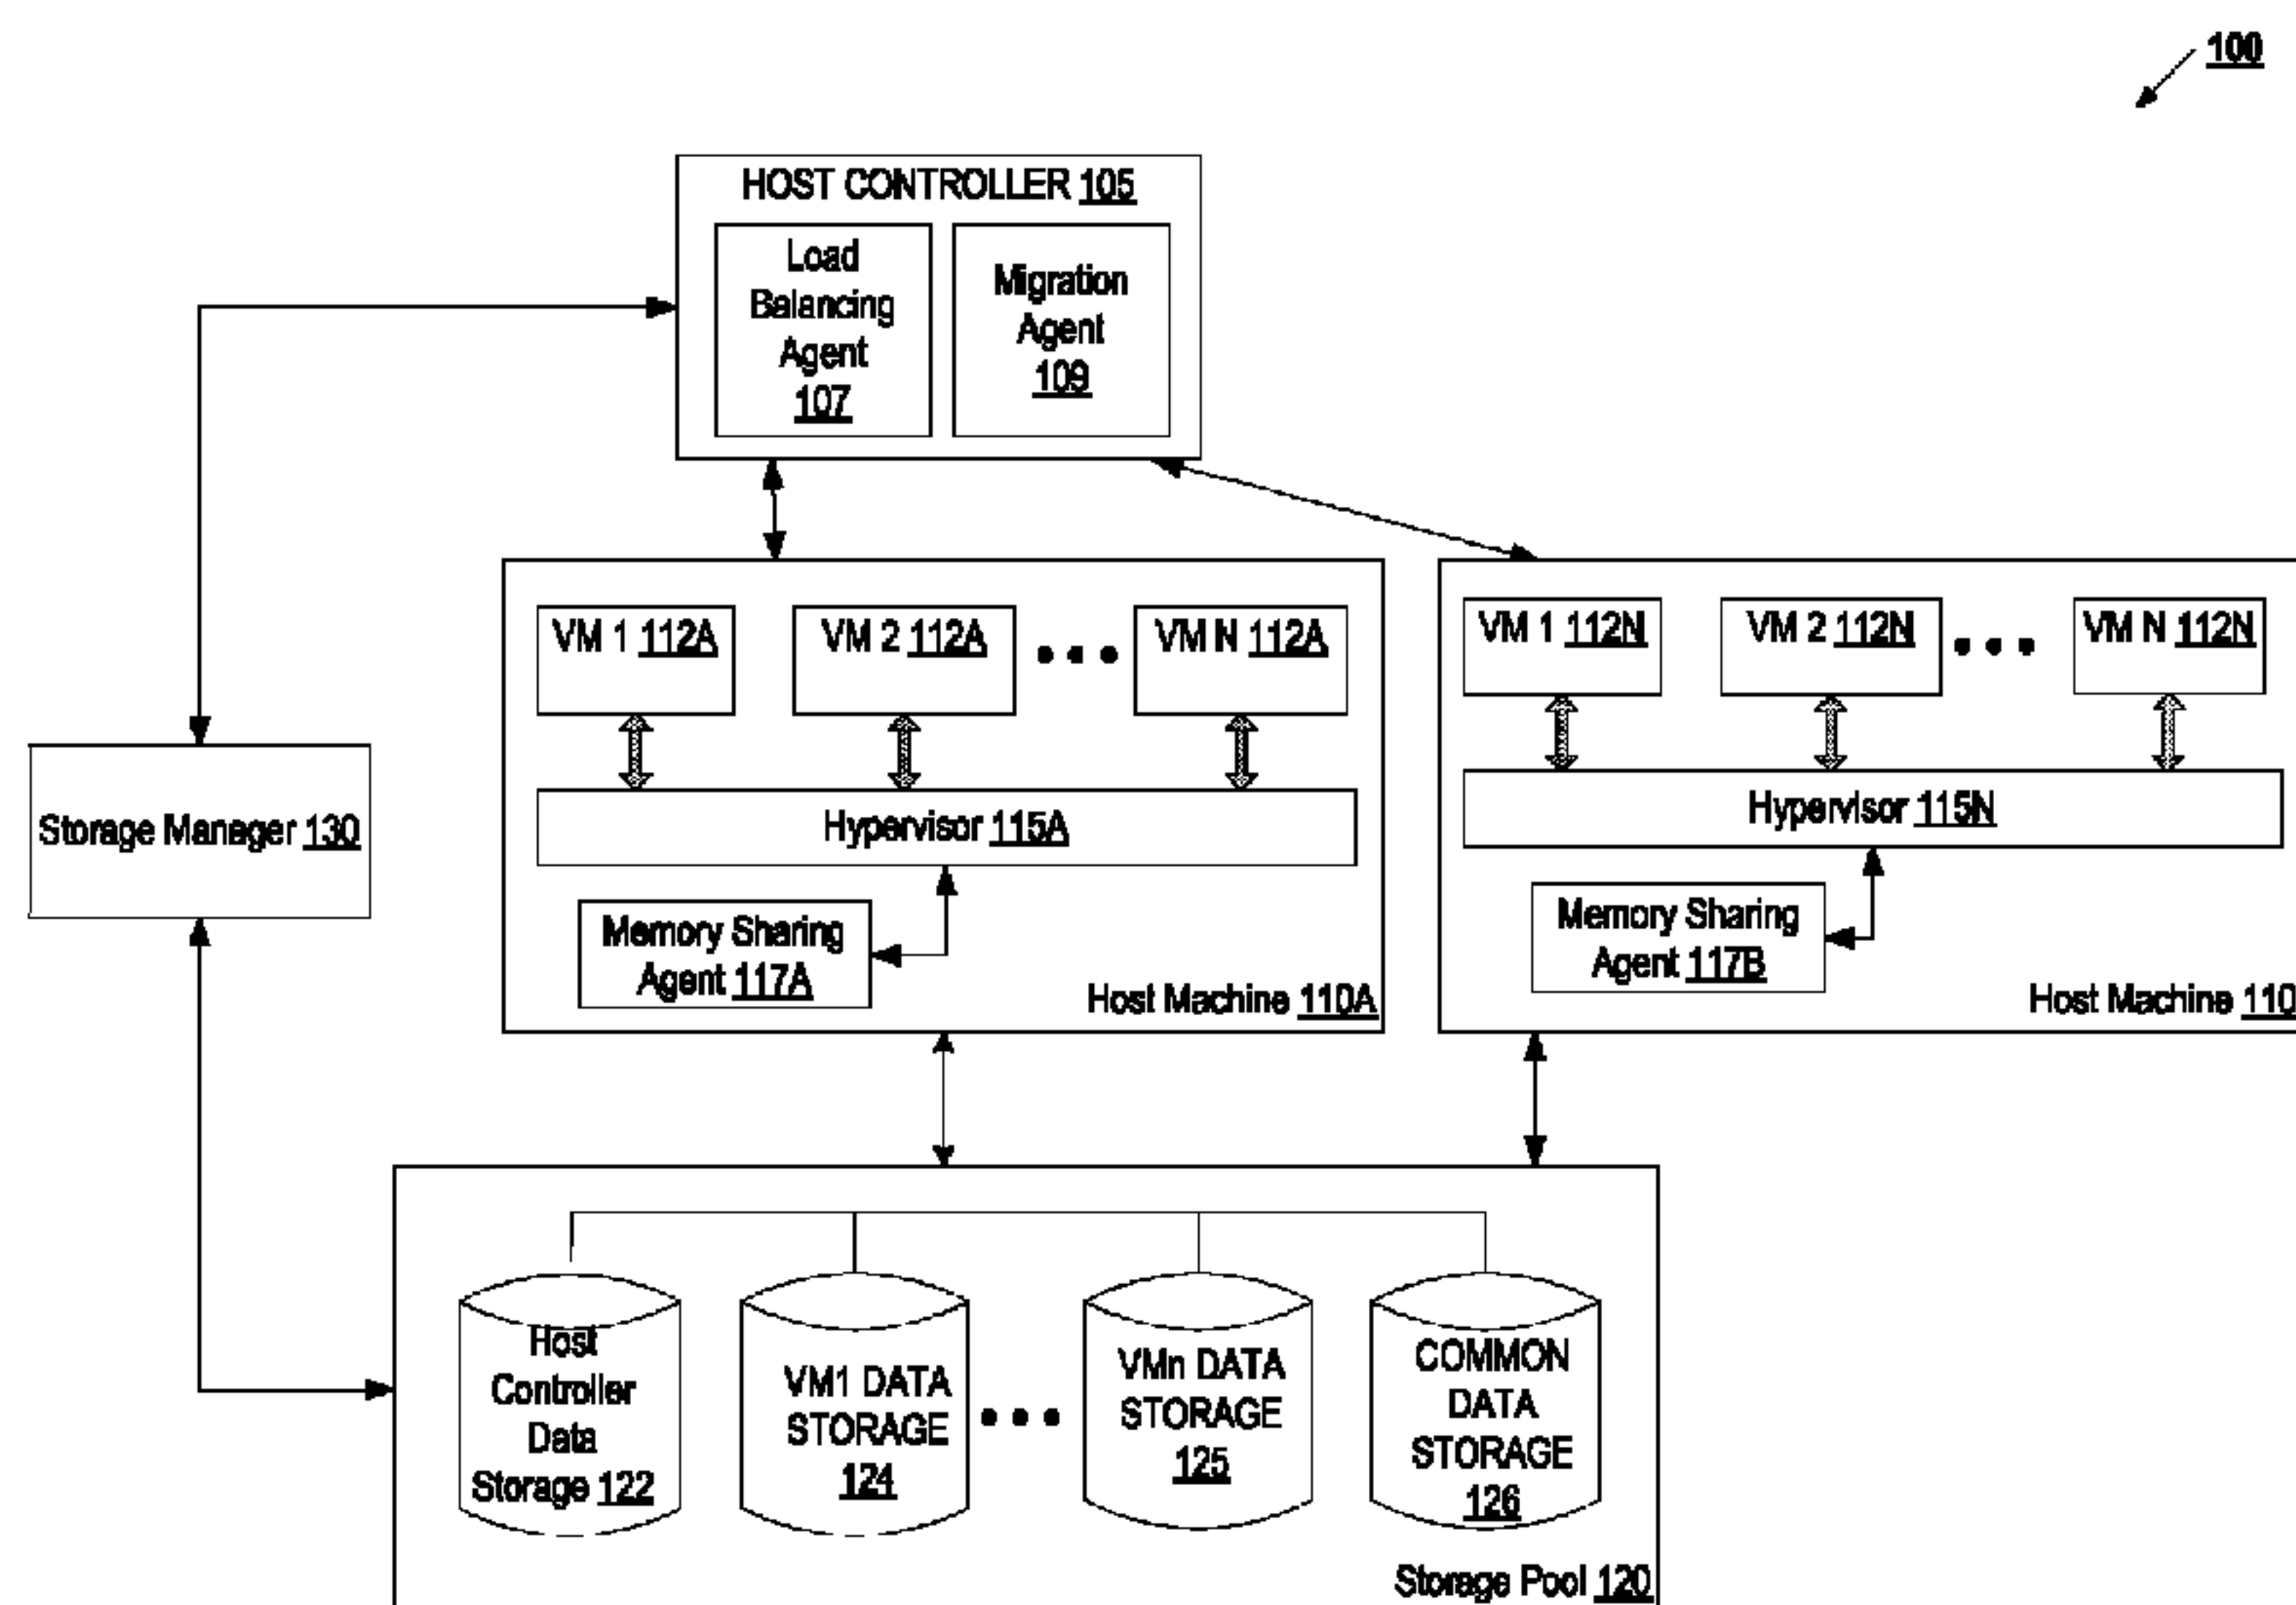 100
HOST CONTROLLER 105
Load
Balancing
Agent
107
Migration
Agent
109
VM 1 112A
VM 2 112A
VM N 112A
VM 1 112N
VM 2 112N
VM N 112N
Hypervisor 115A
Hypervisor 115N
Storage Manager 130
Memory Sharing
Agent 117A
Host Machine 110A
Memory Sharing
Agent 117B
Host Machine 110
Host
Controller
Data
Storage 122
VM1 DATA
STORAGE
124
VMn DATA
STORAGE
125
COMMON
DATA
STORAGE
126
Storage Pool 120